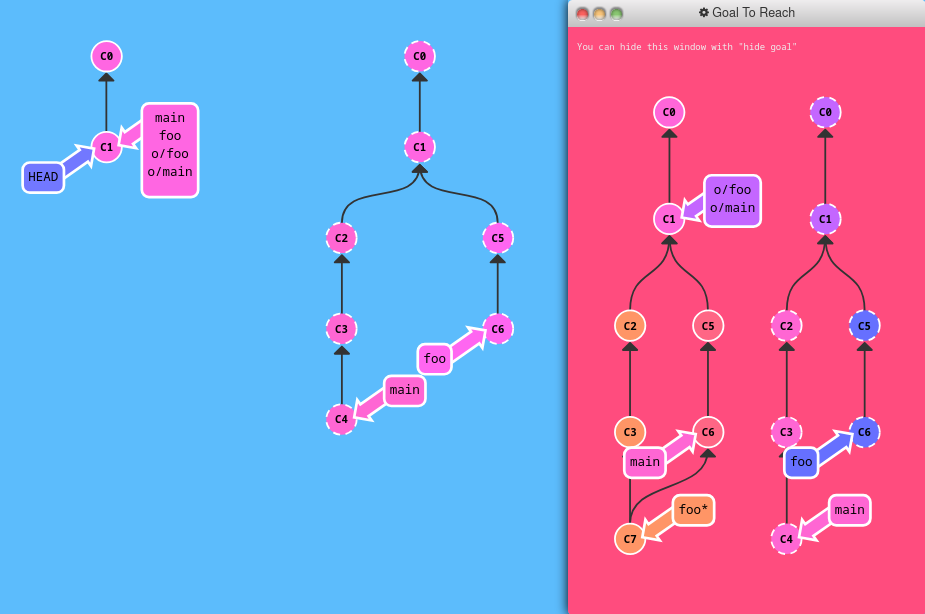 C0
C1
HEAD
main
foo
o/foo
o/main
C0
C1
C2
C5
C3
C6
foo
main
C4
Goal To Reach
You can hide this window with "hide goal"
C0
C1
o/foo
o/main
C2
C5
C3
C6
main
foo*
C7
C0
C1
C2
C5
C3
C6
foo
main
C4